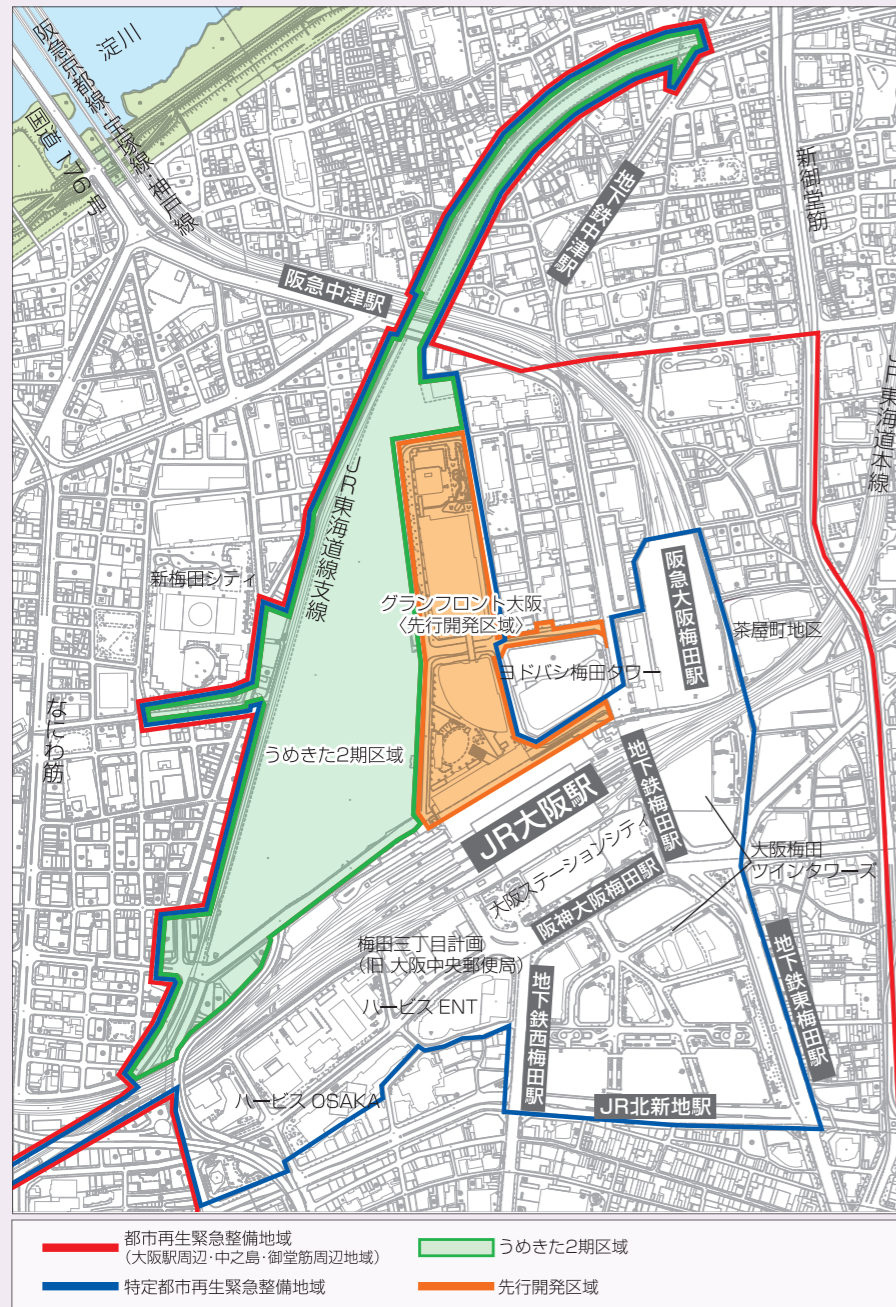 淀川
阪急京都線・宝塚線・神戸線
国道176号
新御堂筋
地下鉄中津駅
阪急中津駅
JR東海道本線
JR東海道線支線
新梅田シティ
グランフロント大阪
〈先行開発区域〉
阪急大阪梅田駅
茶屋町地区
ヨドバシ梅田タワー
なにわ筋
うめきた2期区域
地下鉄梅田駅
JR大阪駅
大阪ステーションシティ
大阪梅田
ツインタワーズ
阪神大阪梅田駅
梅田三丁目計画
(旧 大阪中央郵便局)
地下鉄東梅田駅
地下鉄西梅田駅
ハービス ENT
ハービス OSAKA
JR北新地駅
都市再生緊急整備地域
(大阪駅周辺・中之島・御堂筋周辺地域)
うめきた2期区域
特定都市再生緊急整備地域
先行開発区域